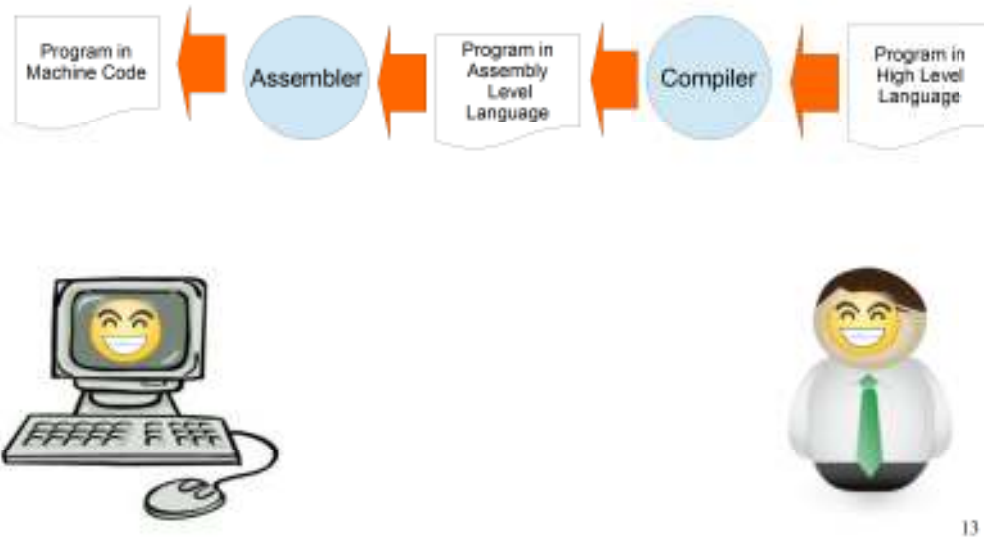 Program in
Machine Code
Assembler
Program in
Assembly
Level
Language
Compiler
Program in
High Level
Language
13